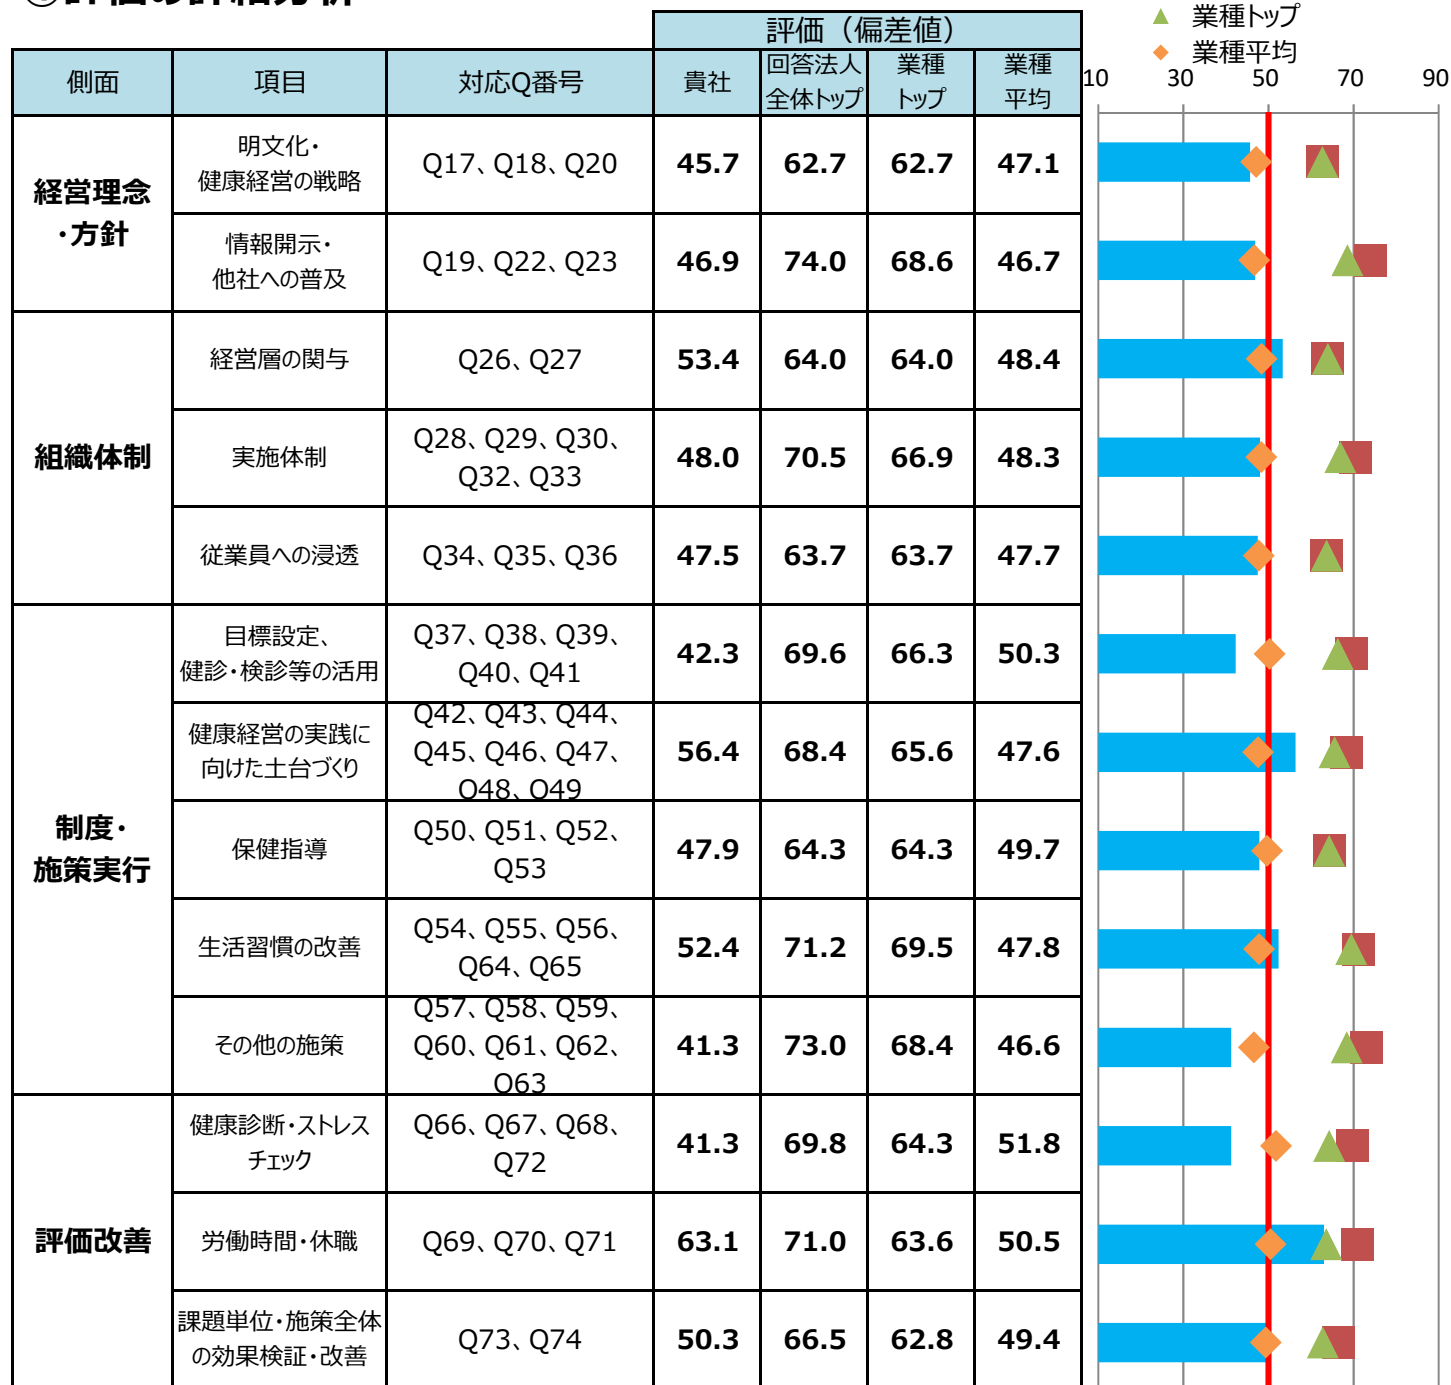 ▲ 業種トップ
◆ 業種平均
評価（偏差値）
側面 項目 対応Q番号 貴社 回答法人 業種 業種
全体トップ トップ 平均
10 30 50 70 90
経営理念
・方針
明文化・
健康経営の戦略
Q17、Q18、Q20 45.7 62.7 62.7 47.1
情報開示・
他社への普及
Q19、Q22、Q23 46.9 74.0 68.6 46.7
組織体制
経営層の関与 Q26、Q27 53.4 64.0 64.0 48.4
実施体制
Q28、Q29、Q30、
Q32、Q33
48.0 70.5 66.9 48.3
従業員への浸透 Q34、Q35、Q36 47.5 63.7 63.7 47.7
制度・
施策実行
目標設定、
健診・検診等の活用
Q37、Q38、Q39、
Q40、Q41
42.3 69.6 66.3 50.3
健康経営の実践に
向けた土台づくり
Q42、Q43、Q44、
Q45、Q46、Q47、
Q48、Q49
56.4 68.4 65.6 47.6
保健指導
Q50、Q51、Q52、
Q53
47.9 64.3 64.3 49.7
生活習慣の改善
Q54、Q55、Q56、
Q64、Q65
52.4 71.2 69.5 47.8
その他の施策
Q57、Q58、Q59、
Q60、Q61、Q62、
Q63
41.3 73.0 68.4 46.6
評価改善
健康診断・ストレス
チェック
Q66、Q67、Q68、
Q72
41.3 69.8 64.3 51.8
労働時間・休職 Q69、Q70、Q71 63.1 71.0 63.6 50.5
課題単位・施策全体
の効果検証・改善
Q73、Q74 50.3 66.5 62.8 49.4